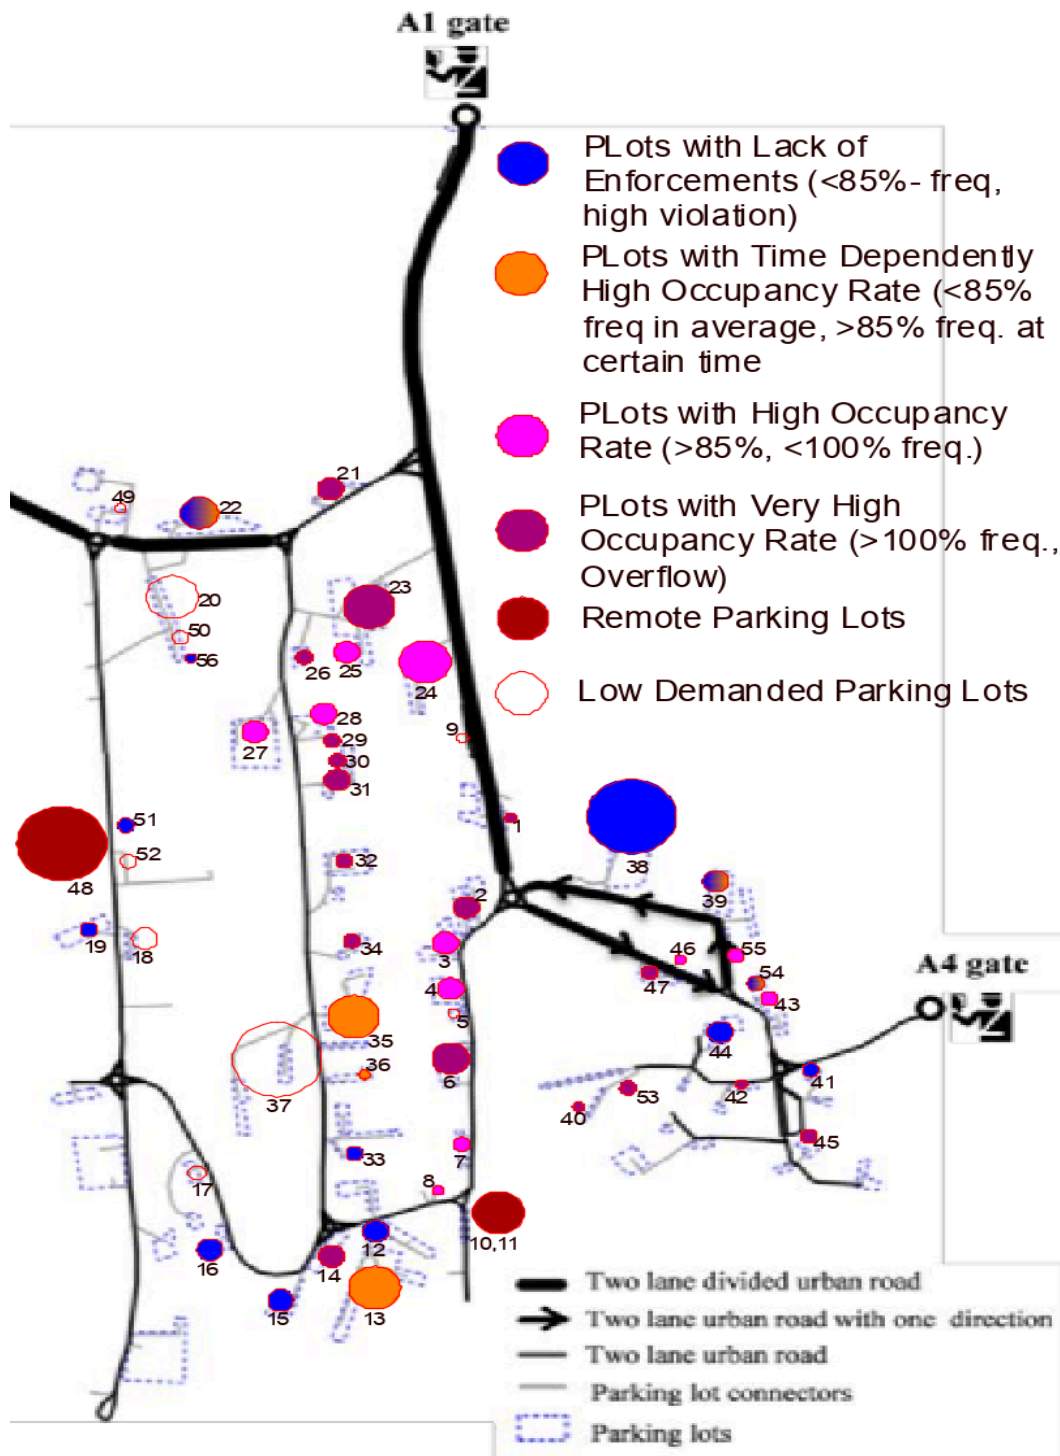 A1 gate
PLots with Lack of
Enforcements (<85%- freq,
high violation)
PLots with Time Dependently
High Occupancy Rate (<85%
freq in average, >85% freq. at
certain time
PLots with High Occupancy
Rate (>85%, <100% freq.)
PLots with Very High
Occupancy Rate (>100% freq.,
Overflow)
Remote Parking Lots
Low Demanded Parking Lots
21
49
22
23
20
50
56
26
25
24
28
9
29
27
30
31
51
1
52
32
38
48
39
2
19
18
34
3
46
55
47
54
A4 gate
4
43
5
35
44
36
6
41
37
42
53
40
33
7
45
8
17
12
10,11
16
14
15
13
Two lane divided urban road
Two lane urban road with one direction
Two lane urban road
Parking lot connectors
Parking lots